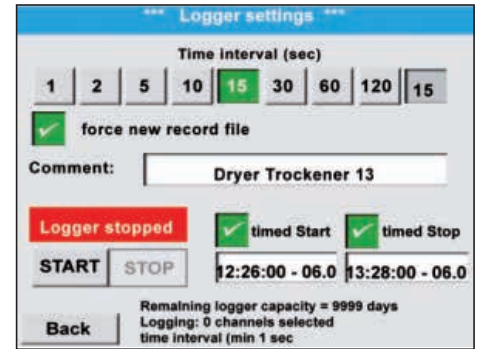 *** Logger settings ***
Time interval (sec)
1 2 5 10 15 30 60 120 15
force new record file
Comment: Dryer Trockener 13
Logger stopped timed Start timed Stop
START STOP 12:26:00 - 06.0 13:28:00 - 06.0
Remaining logger capacity = 9999 days
Back Logging: 0 channels selected
time interval (min 1 sec